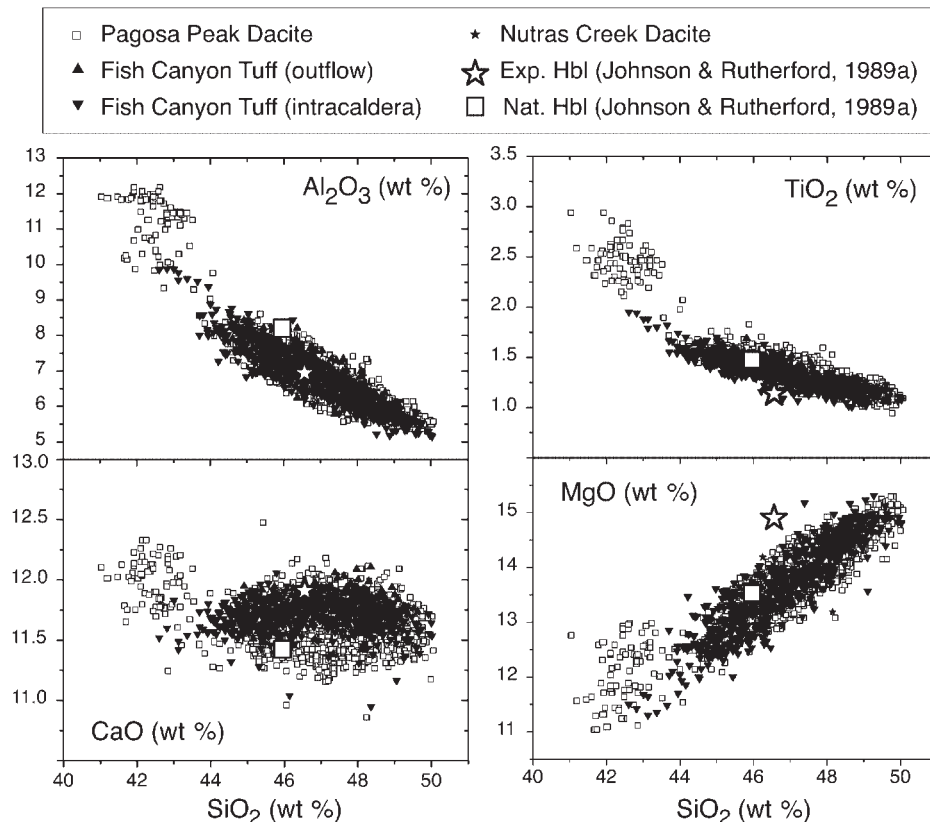 Pagosa Peak Dacite
Fish Canyon Tuff (outflow)
Fish Canyon Tuff (intracaldera)
Nutras Creek Dacite
Exp. Hbl (Johnson & Rutherford, 1989a)
Nat. Hbl (Johnson & Rutherford, 1989a)
Al2O3 (wt %)
13
12
11
10
9
8
7
6
5
TiO2 (wt %)
3.5
3.0
2.5
2.0
1.5
1.0
13.0
12.5
12.0
11.5
11.0
CaO (wt %)
40 42 44 46 48 50
SiO2 (wt %)
MgO (wt %)
15
14
13
12
11
40 42 44 46 48 50
SiO2 (wt %)